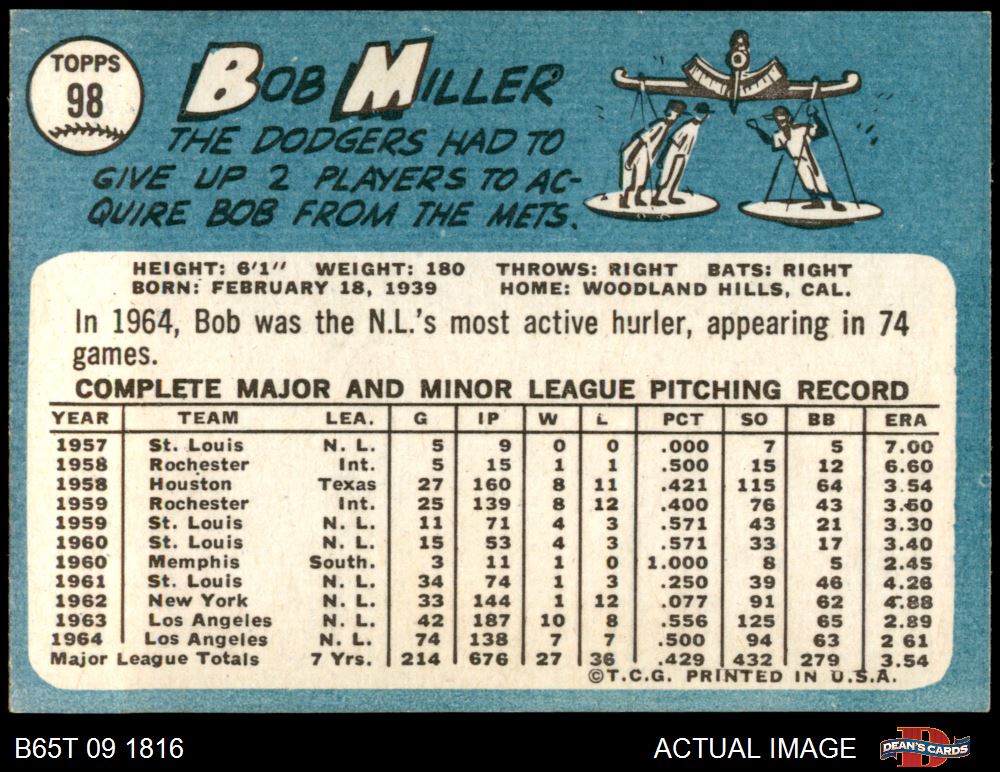 TOPPS
98
BOB MILLER
THE DODGERS HAD TO
GIVE UP 2 PLAYERS TO AC-
QUIRE BOB FROM THE METS.
HEIGHT: 6'1" WEIGHT: 180 THROWS: RIGHT BATS: RIGHT
BORN: FEBRUARY 18, 1939 HOME: WOODLAND HILLS, CAL.
In 1964, Bob was the N.L.'s most active hurler, appearing in 74
games.
COMPLETE MAJOR AND MINOR LEAGUE PITCHING RECORD
YEAR TEAM LEA. G IP W L PCT SO BB ERA
1957 St. Louis N. L. 5 9 0 0 .000 7 5 7.00
1958 Rochester Int. 5 15 1 1 .500 15 12 6.60
1958 Houston Texas 27 160 8 11 .421 115 64 3.54
1959 Rochester Int. 25 139 8 12 .400 76 43 3.50
1959 St. Louis N. L. 11 71 4 3 .571 43 21 3.30
1960 St. Louis N. L. 15 53 4 3 .571 33 17 3.40
1960 Memphis South. 3 11 1 0 1.000 8 5 2.45
1961 St. Louis N. L. 34 74 1 3 .250 39 46 4.26
1962 New York N. L. 33 144 1 12 .077 91 62 4.88
1963 Los Angeles N. L. 42 187 10 8 .556 125 65 2.89
1964 Los Angeles N. L. 74 138 7 7 .500 94 63 2 61
Major League Totals 7 Yrs. 214 676 27 36 .429 432 279 3.54
©T.C.G. PRINTED IN U.S.A.
B65T 09 1816 ACTUAL IMAGE DEAN'S CARDS